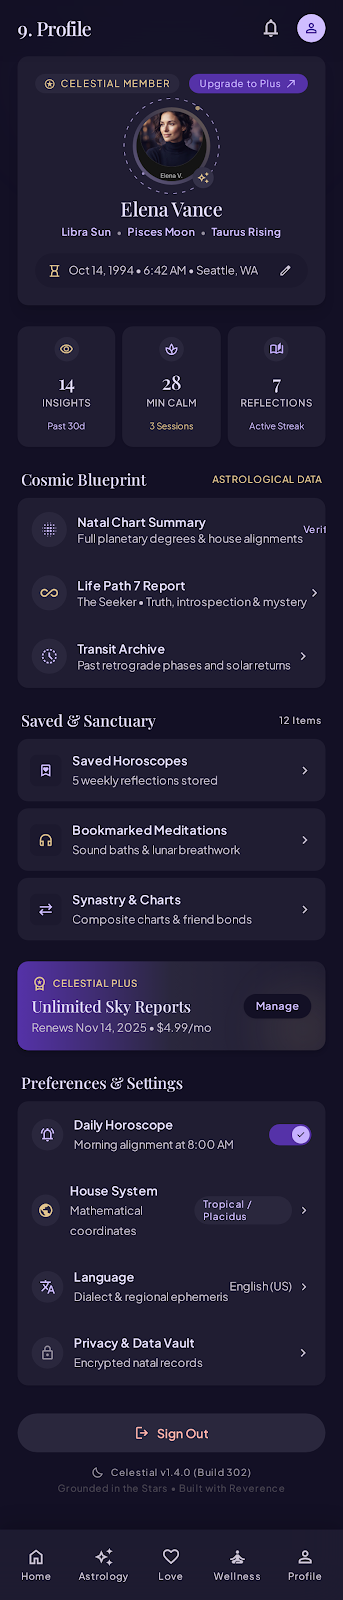 9. Profile
CELESTIAL MEMBER
Upgrade to Plus
Elena V.
Elena Vance
Libra Sun • Pisces Moon • Taurus Rising
Oct 14, 1994 • 6:42 AM • Seattle, WA
14
INSIGHTS
Past 30d
28
MIN CALM
3 Sessions
7
REFLECTIONS
Active Streak
Cosmic Blueprint
ASTROLOGICAL DATA
Natal Chart Summary
Full planetary degrees & house alignments
Verif
Life Path 7 Report
The Seeker • Truth, introspection & mystery
Transit Archive
Past retrograde phases and solar returns
Saved & Sanctuary
12 Items
Saved Horoscopes
5 weekly reflections stored
Bookmarked Meditations
Sound baths & lunar breathwork
Synastry & Charts
Composite charts & friend bonds
CELESTIAL PLUS
Unlimited Sky Reports
Renews Nov 14, 2025 • $4.99/mo
Manage
Preferences & Settings
Daily Horoscope
Morning alignment at 8:00 AM
House System
Mathematical
coordinates
Tropical /
Placidus
Language
Dialect & regional ephemeris
English (US)
Privacy & Data Vault
Encrypted natal records
Sign Out
Celestial v1.4.0 (Build 302)
Grounded in the Stars • Built with Reverence
Home
Astrology
Love
Wellness
Profile